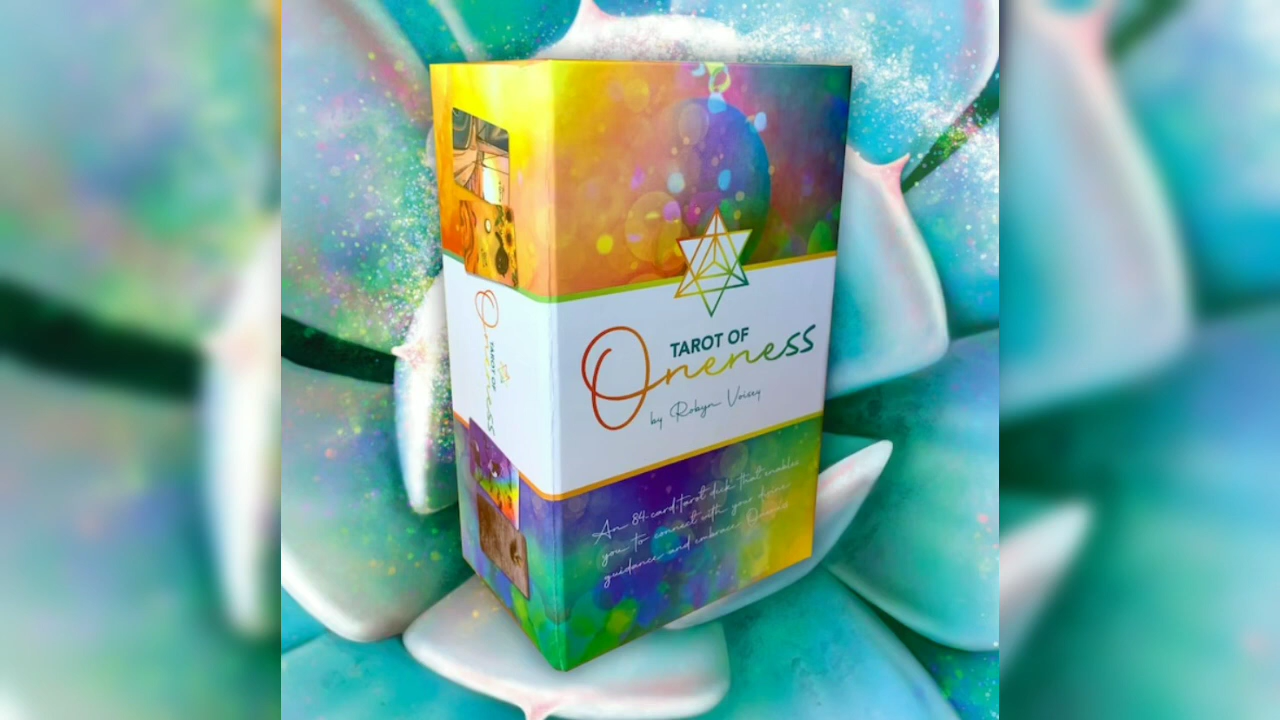 TAROT OF
Oneness
by Robyn Voisey
An 84-card tarot deck that enables
you to connect with your divine
guidance and embrace Oneness
TAROT OF
Oneness